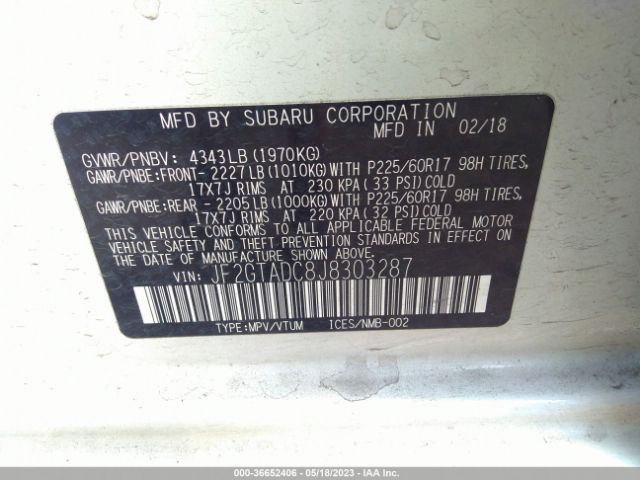 MFD BY SUBARU CORPORATION
MFD IN 02/18
GVWR/PNBV: 4343LB(1970KG)
GAWR/PNBE:FRONT- 2227LB(1010KG)WITH P225/60R17 98H TIRES,
17X7J RIMS AT 230 KPA(33 PSI)COLD
GAWR/PNBE:REAR - 2205LB(1000KG)WITH P225/60R17 98H TIRES,
17X7J RIMS AT 220 KPA(32 PSI)COLD
THIS VEHICLE CONFORMS TO ALL APPLICABLE FEDERAL MOTOR
VEHICLE SAFETY AND THEFT PREVENTION STANDARDS IN EFFECT ON
THE DATE OF MANUFACTURE SHOWN ABOVE.
VIN: JF2GTADC8J8303287
TYPE:MPV/VTUM ICES/NMB-002
000-36652406 - 05/18/2023 - IAA Inc.